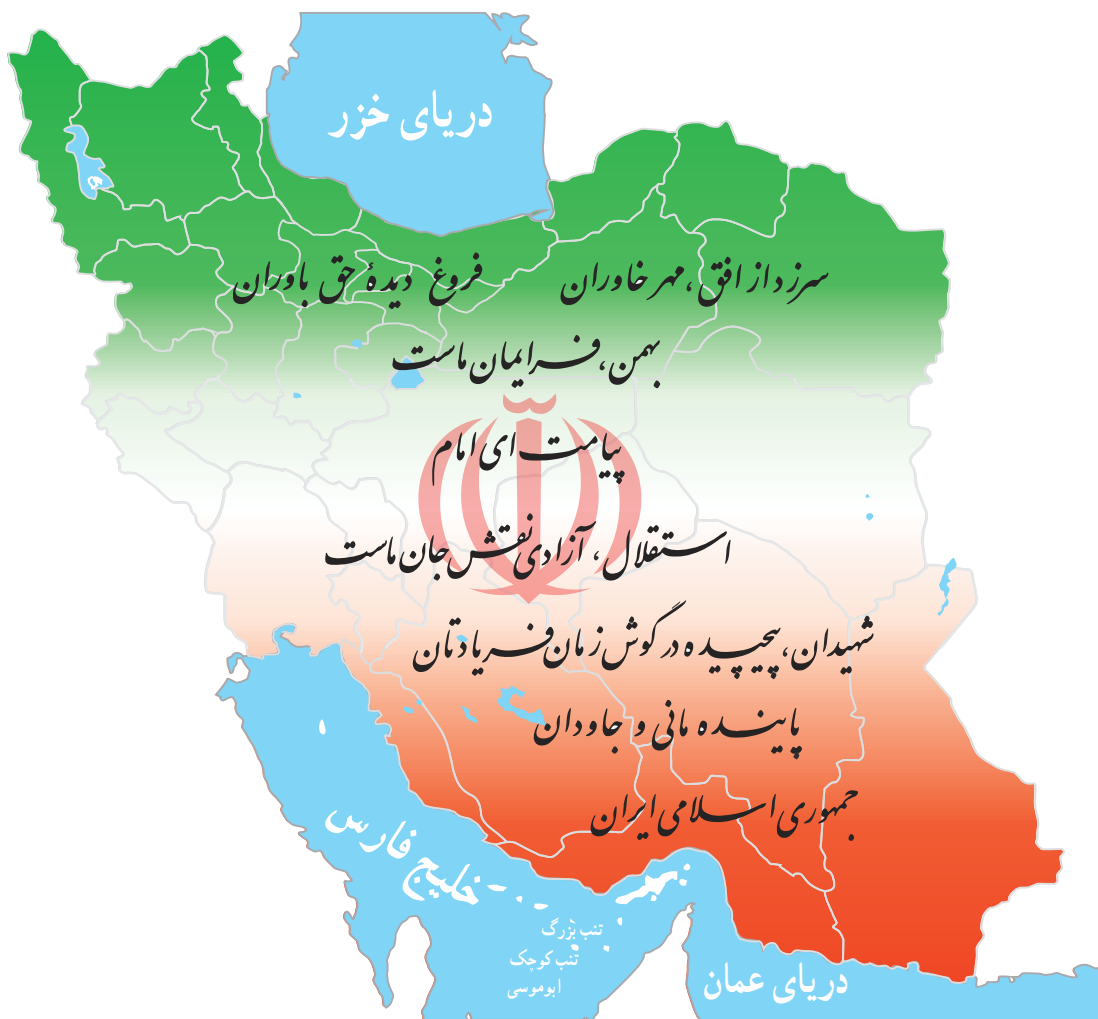 دریای خزر
سر زد از افق، مهر خاوران فروغ دیدهٔ حق باوران
بهمن، فر ایمان ماست
پیامت ای امام
استقلال، آزادی نقش جان ماست
شهیدان، پیچیده در گوش زمان فریادتان
پاینده مانی و جاودان
جمهوری اسلامی ایران
خلیج فارس
تنب بزرگ
تنب کوچک
ابوموسی
دریای عمان